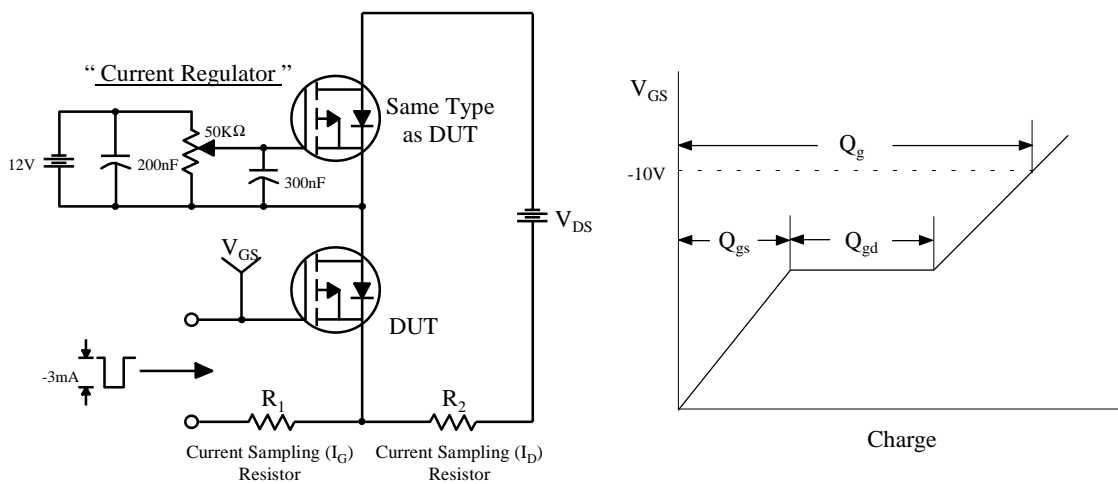 “ Current Regulator ”
Same Type
as DUT
50KΩ
12V
200nF
300nF
V_DS
V_GS
DUT
-3mA
R_1
R_2
Current Sampling (I_G)
Resistor
Current Sampling (I_D)
Resistor
V_GS
Q_g
-10V
Q_gs
Q_gd
Charge